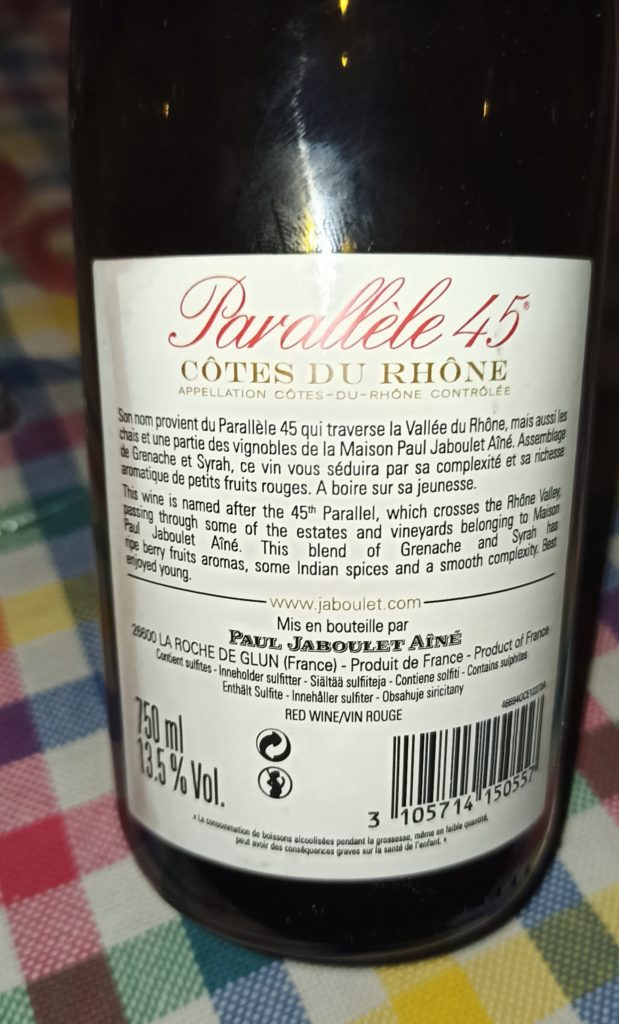 Parallèle 45®
CÔTES DU RHÔNE
APPELLATION CÔTES-DU-RHÔNE CONTRÔLÉE
Son nom provient du Parallèle 45 qui traverse la Vallée du Rhône, mais aussi les
chais et une partie des vignobles de la Maison Paul Jaboulet Aîné. Assemblage
de Grenache et Syrah, ce vin vous séduira par sa complexité et sa richesse
aromatique de petits fruits rouges. A boire sur sa jeunesse.
This wine is named after the 45th Parallel, which crosses the Rhône Valley,
passing through some of the estates and vineyards belonging to Maison
Paul Jaboulet Aîné. This blend of Grenache and Syrah has
ripe berry fruits aromas, some Indian spices and a smooth complexity. Best
enjoyed young.
www.jaboulet.com
Mis en bouteille par
PAUL JABOULET AÎNÉ
26600 LA ROCHE DE GLUN (France) - Produit de France - Product of France
Contient sulfites - Inneholder sulfitter - Siältää sulfiiteja - Contiene solfiti - Contains sulphites
Enthält Sulfite - Innehåller sulfiter - Obsahuje siricitany
RED WINE/VIN ROUGE
750 ml
13.5 % Vol.
3 105714 150557
« La consommation de boissons alcoolisées pendant la grossesse, même en faible quantité,
peut avoir des conséquences graves sur la santé de l'enfant. »